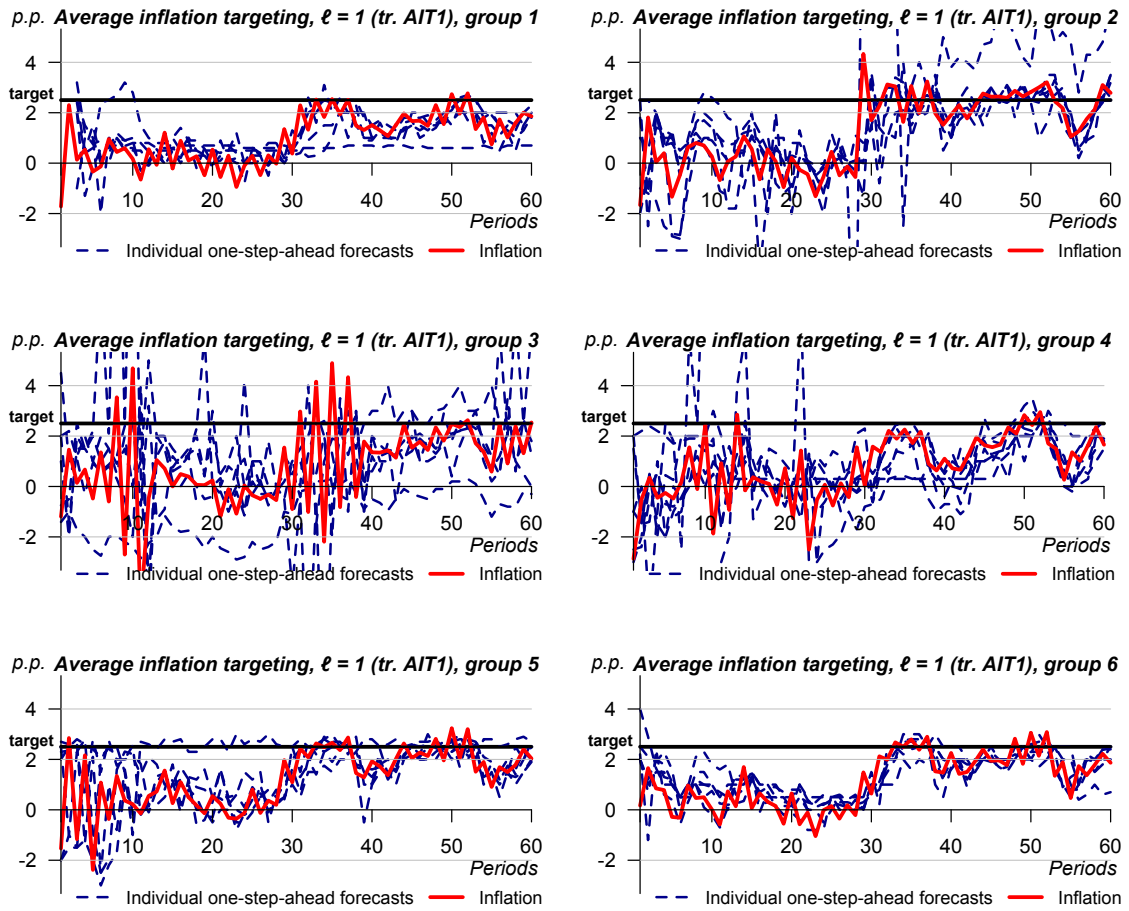 p.p. Average inflation targeting, ℓ = 1 (tr. AIT1), group 1
4
target
2
0
-2
10 20 30 40 50 60
Periods
Individual one-step-ahead forecasts Inflation
p.p. Average inflation targeting, ℓ = 1 (tr. AIT1), group 2
4
target
2
0
-2
10 20 30 40 50 60
Periods
Individual one-step-ahead forecasts Inflation
p.p. Average inflation targeting, ℓ = 1 (tr. AIT1), group 3
4
target
2
0
-2
10 20 30 40 50 60
Periods
Individual one-step-ahead forecasts Inflation
p.p. Average inflation targeting, ℓ = 1 (tr. AIT1), group 4
4
target
2
0
-2
10 20 30 40 50 60
Periods
Individual one-step-ahead forecasts Inflation
p.p. Average inflation targeting, ℓ = 1 (tr. AIT1), group 5
4
target
2
0
-2
10 20 30 40 50 60
Periods
Individual one-step-ahead forecasts Inflation
p.p. Average inflation targeting, ℓ = 1 (tr. AIT1), group 6
4
target
2
0
-2
10 20 30 40 50 60
Periods
Individual one-step-ahead forecasts Inflation